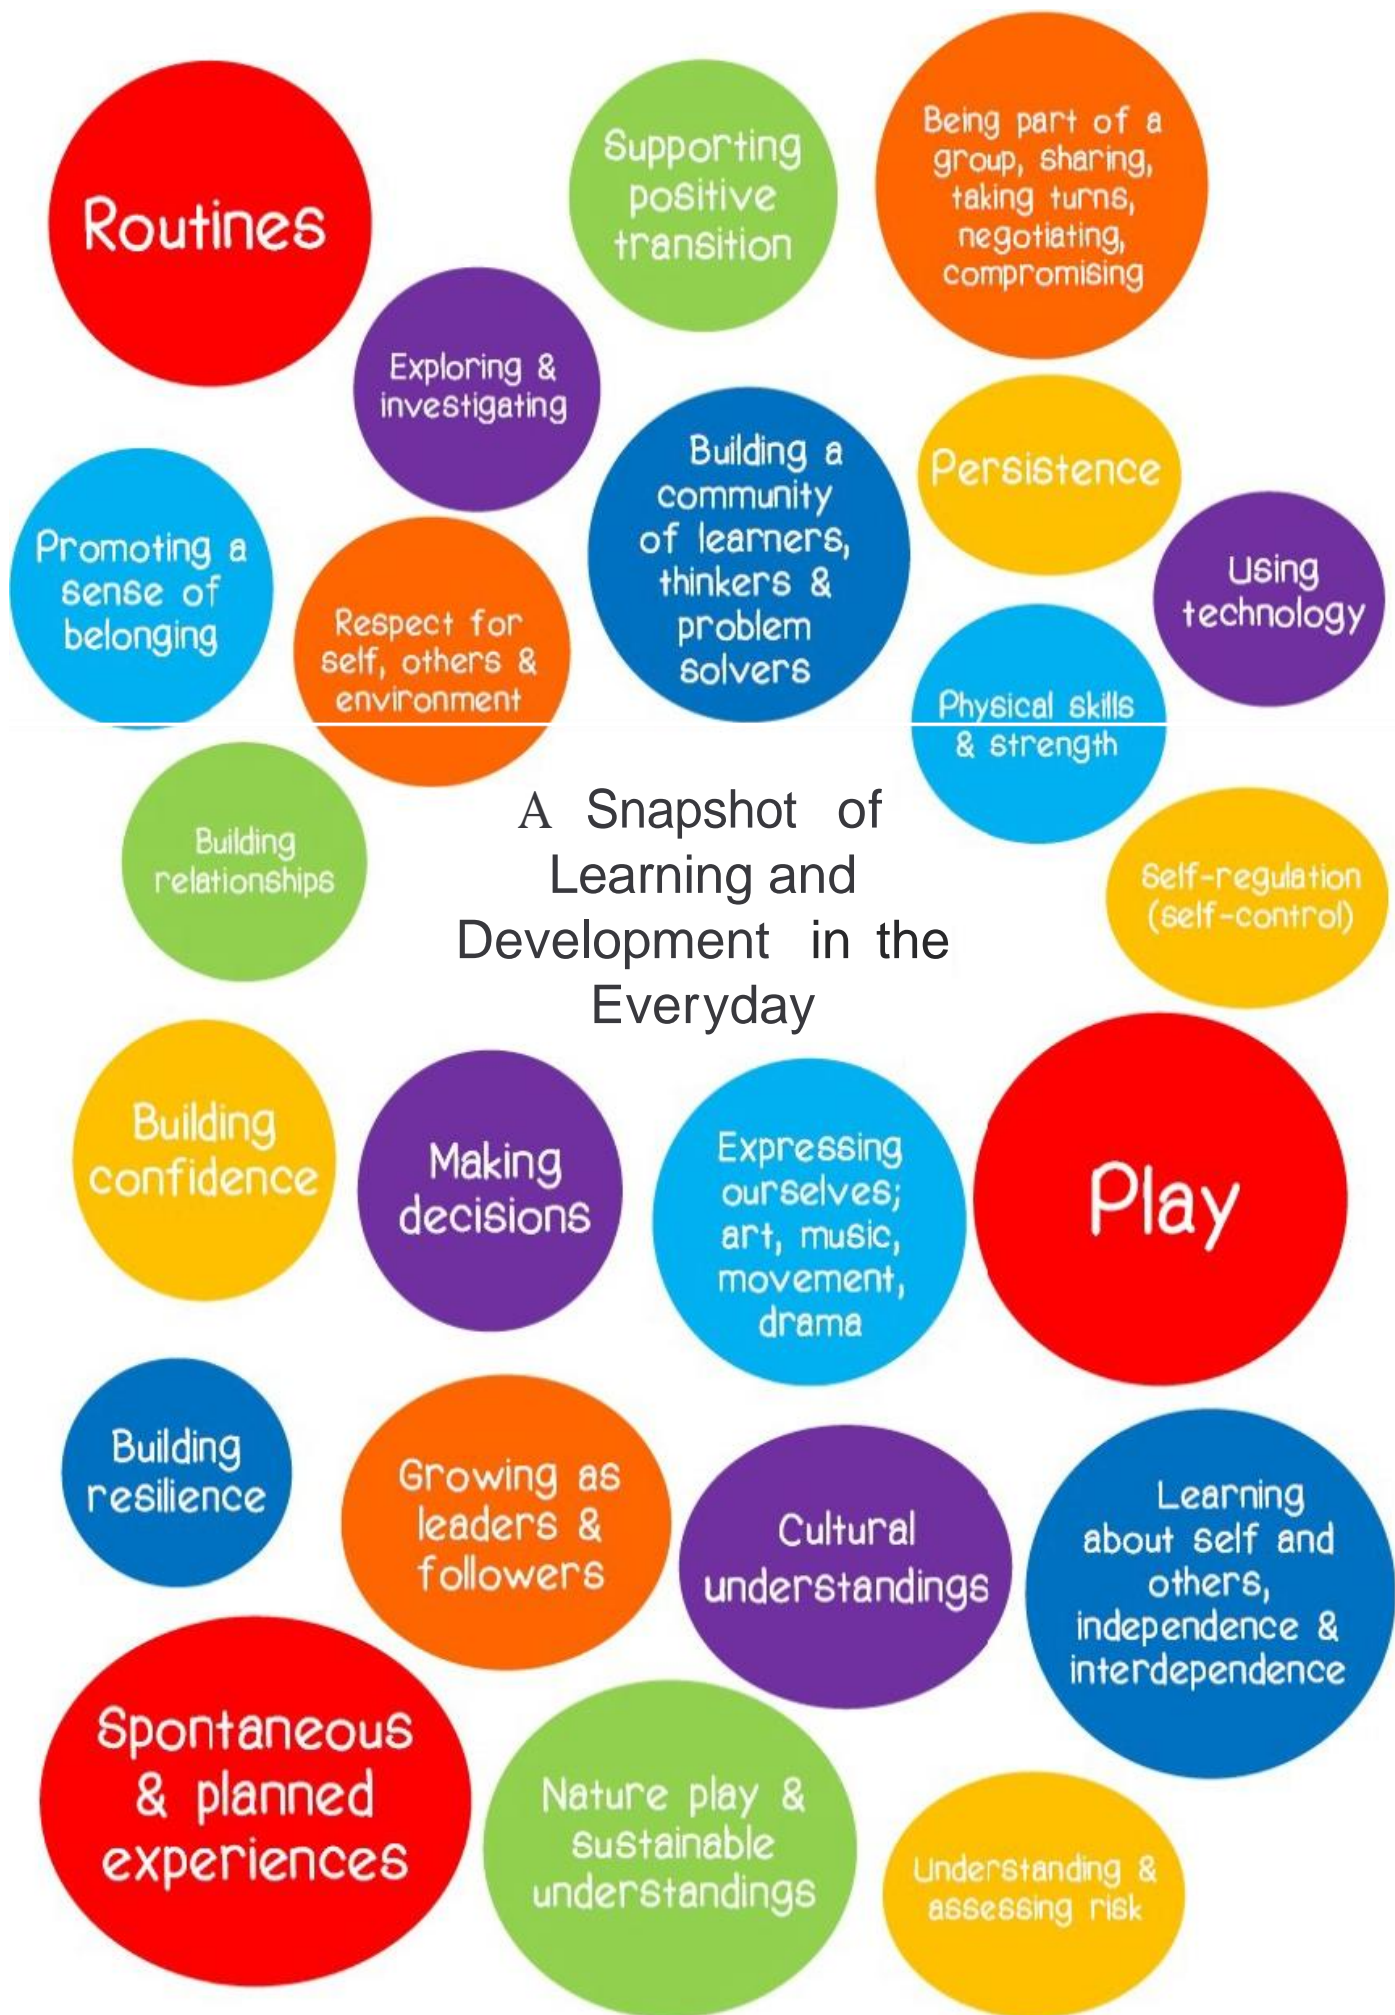 Routines
Supporting
positive
transition
Being part of a
group, sharing,
taking turns,
negotiating,
compromising
Exploring &
investigating
Building a
community
of learners,
thinkers &
problem
solvers
Persistence
Promoting a
sense of
belonging
Respect for
self, others &
environment
Using
technology
Physical skills
& strength
Building
relationships
A Snapshot of
Learning and
Development in the
Everyday
Self-regulation
(self-control)
Building
confidence
Making
decisions
Expressing
ourselves;
art, music,
movement,
drama
Play
Building
resilience
Growing as
leaders &
followers
Cultural
understandings
Learning
about self and
others,
independence &
interdependence
Spontaneous
& planned
experiences
Nature play &
sustainable
understandings
Understanding &
assessing risk